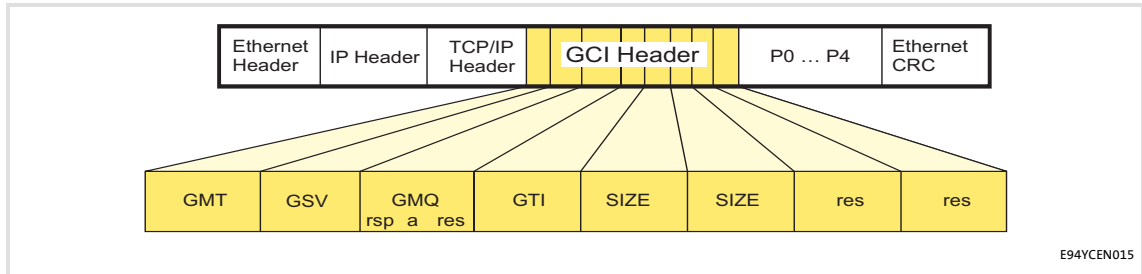 Ethernet Header
IP Header
TCP/IP Header
GCI Header
P0 ... P4
Ethernet CRC
GMT
GSV
GMQ
rsp a res
GTI
SIZE
SIZE
res
res
E94YCEN015